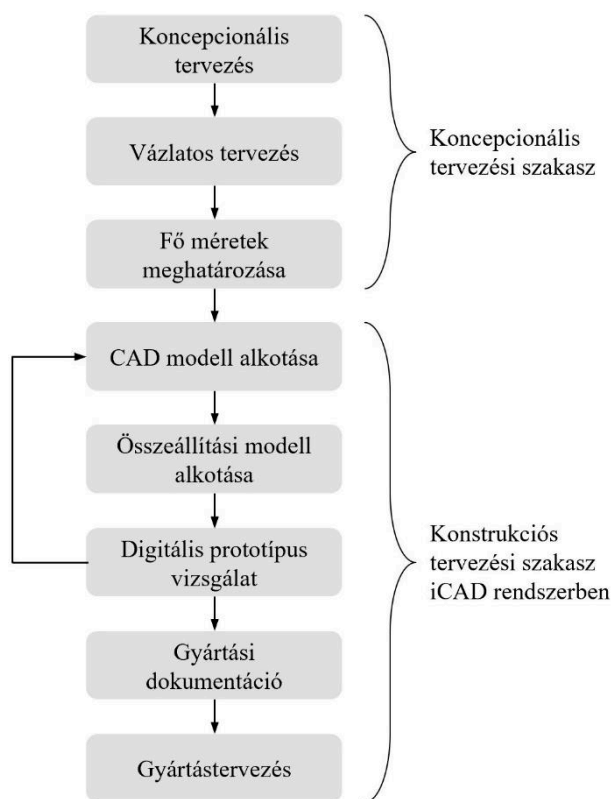 Koncepcionális
tervezés
Vázlatos tervezés
Fő méretek
meghatározása
Koncepcionális
tervezési szakasz
CAD modell alkotása
Összeállítási modell
alkotása
Digitális prototípus
vizsgálat
Gyártási
dokumentáció
Gyártástervezés
Konstrukciós
tervezési szakasz
iCAD rendszerben